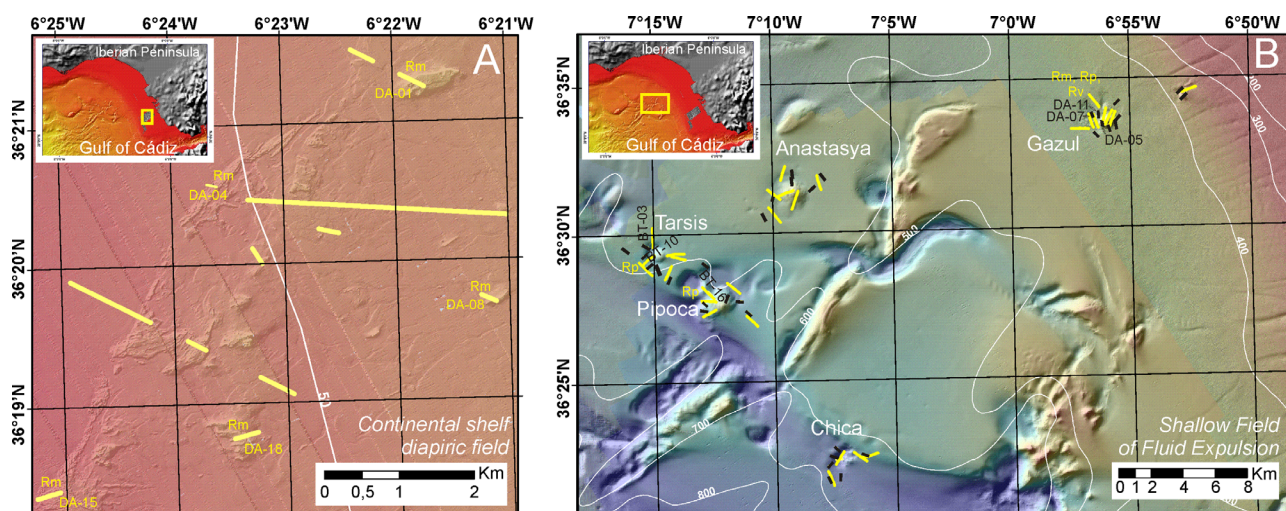 6°25'W
6°24'W
6°23'W
6°22'W
6°21'W
36°21'N
36°20'N
36°19'N
A
Iberian Península
Gulf of Cádiz
Rm
DA-01
Rm
DA-04
Rm
DA-08
50
Rm
DA-18
Rm
DA-15
Continental shelf
diapiric field
0 0,5 1 2 Km
7°15'W
7°10'W
7°5'W
7°0'W
6°55'W
6°50'W
36°35'N
36°30'N
36°25'N
B
Iberian Península
Gulf of Cádiz
Rm, Rp
Rv
DA-11
DA-07
DA-05
Gazul
Anastasya
Tarsis
BT-03
BT-10
Rp
BT-16
Rp
Pipoca
Chica
300
400
500
600
700
800
Shallow Field
of Fluid Expulsion
0 1 2 4 6 8 Km